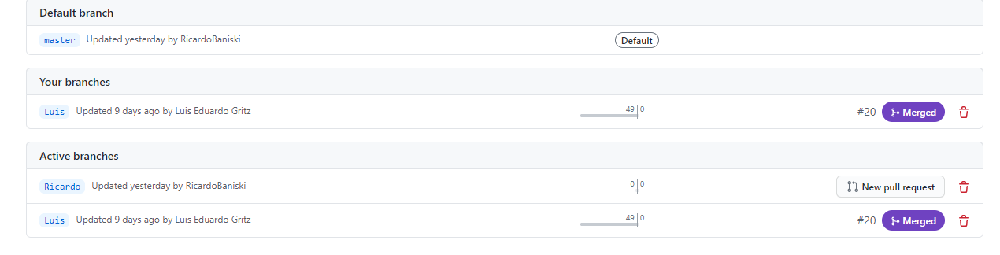 Default branch
master Updated yesterday by RicardoBaniski Default
Your branches
Luis Updated 9 days ago by Luis Eduardo Gritz 49 0 #20 Merged
Active branches
Ricardo Updated yesterday by RicardoBaniski 0 0 New pull request
Luis Updated 9 days ago by Luis Eduardo Gritz 49 0 #20 Merged